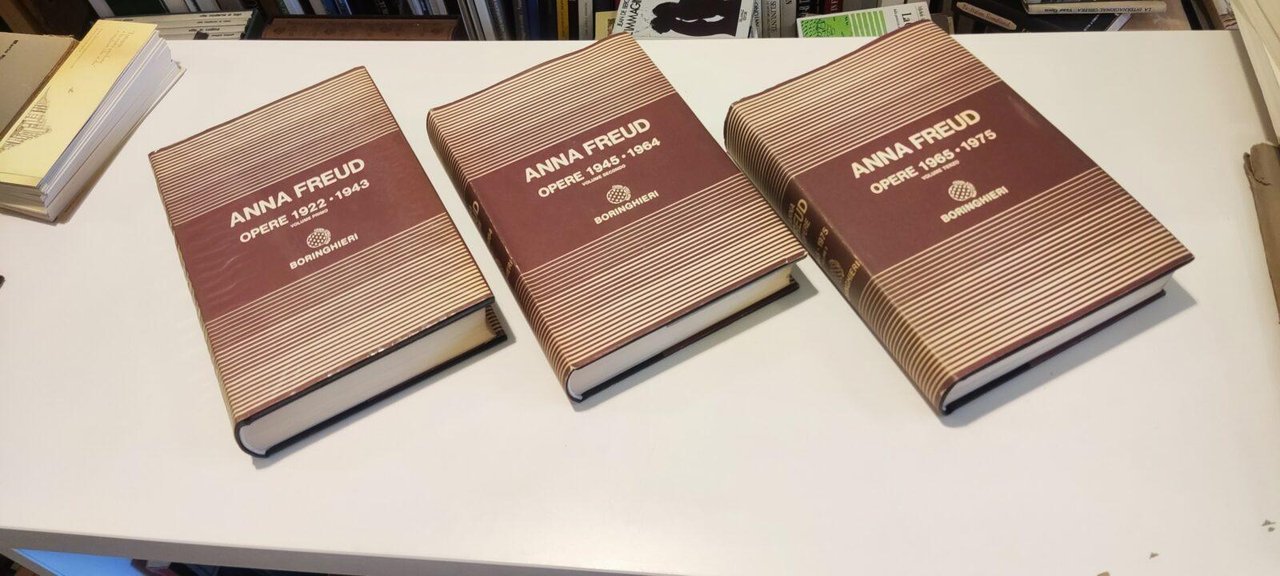 ANNA FREUD
OPERE 1922 • 1943
VOLUME PRIMO
BORINGHIERI
ANNA FREUD
OPERE 1945 • 1964
VOLUME SECONDO
BORINGHIERI
ANNA FREUD
OPERE 1965 • 1975
VOLUME TERZO
BORINGHIERI